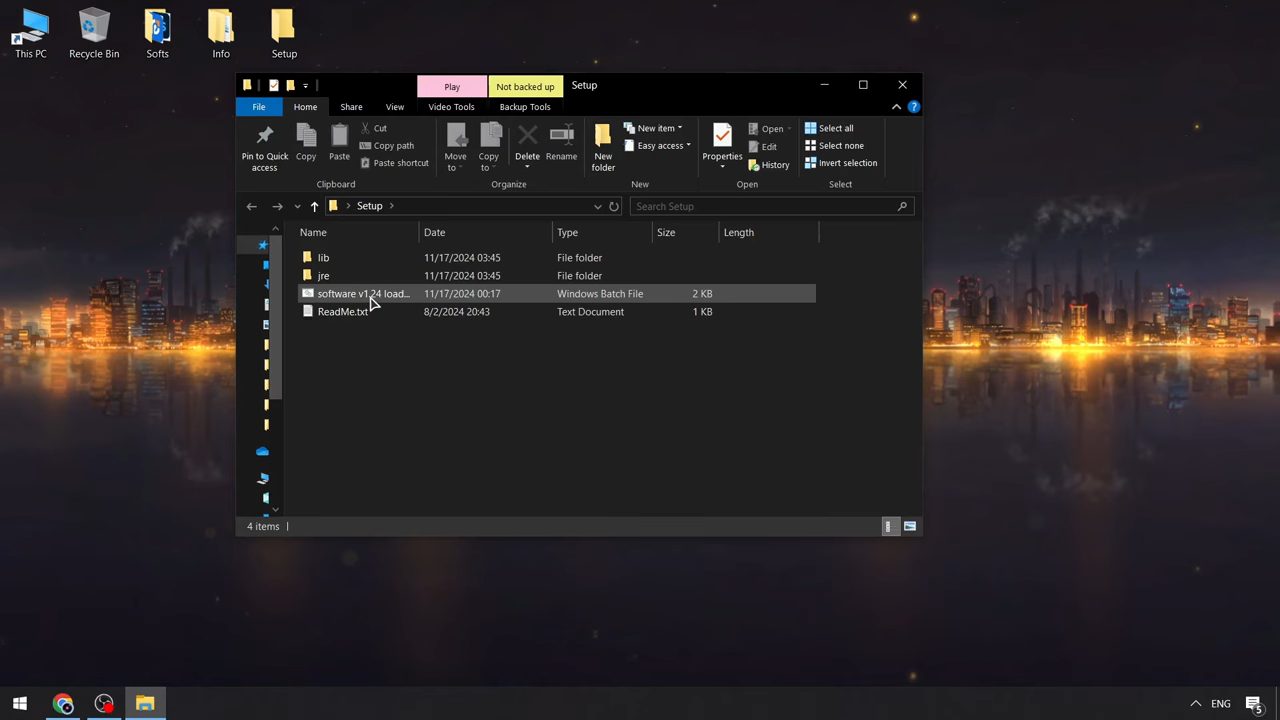 This PC
Recycle Bin
Softs
Info
Setup
Play
Not backed up
Setup
File
Home
Share
View
Video Tools
Backup Tools
Pin to Quick access
Copy
Paste
Cut
Copy path
Paste shortcut
Move to
Copy to
Delete
Rename
New folder
New item
Easy access
Properties
Open
Edit
History
Select all
Select none
Invert selection
Clipboard
Organize
New
Open
Select
Setup
Search Setup
Name Date Type Size Length
lib 11/17/2024 03:45 File folder
jre 11/17/2024 03:45 File folder
software v1.24 load... 11/17/2024 00:17 Windows Batch File 2 KB
ReadMe.txt 8/2/2024 20:43 Text Document 1 KB
4 items
ENG
5